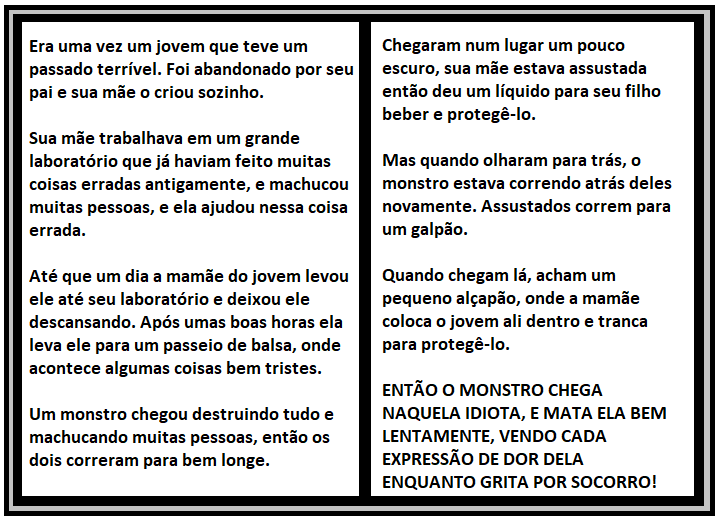 Era uma vez um jovem que teve um
passado terrível. Foi abandonado por seu
pai e sua mãe o criou sozinho.
Sua mãe trabalhava em um grande
laboratório que já haviam feito muitas
coisas erradas antigamente, e machucou
muitas pessoas, e ela ajudou nessa coisa
errada.
Até que um dia a mamãe do jovem levou
ele até seu laboratório e deixou ele
descansando. Após umas boas horas ela
leva ele para um passeio de balsa, onde
acontece algumas coisas bem tristes.
Um monstro chegou destruindo tudo e
machucando muitas pessoas, então os
dois correram para bem longe.
Chegaram num lugar um pouco
escuro, sua mãe estava assustada
então deu um líquido para seu filho
beber e protegê-lo.
Mas quando olharam para trás, o
monstro estava correndo atrás deles
novamente. Assustados correm para
um galpão.
Quando chegam lá, acham um
pequeno alçapão, onde a mamãe
coloca o jovem ali dentro e tranca
para protegê-lo.
ENTÃO O MONSTRO CHEGA
NAQUELA IDIOTA, E MATA ELA BEM
LENTAMENTE, VENDO CADA
EXPRESSÃO DE DOR DELA
ENQUANTO GRITA POR SOCORRO!